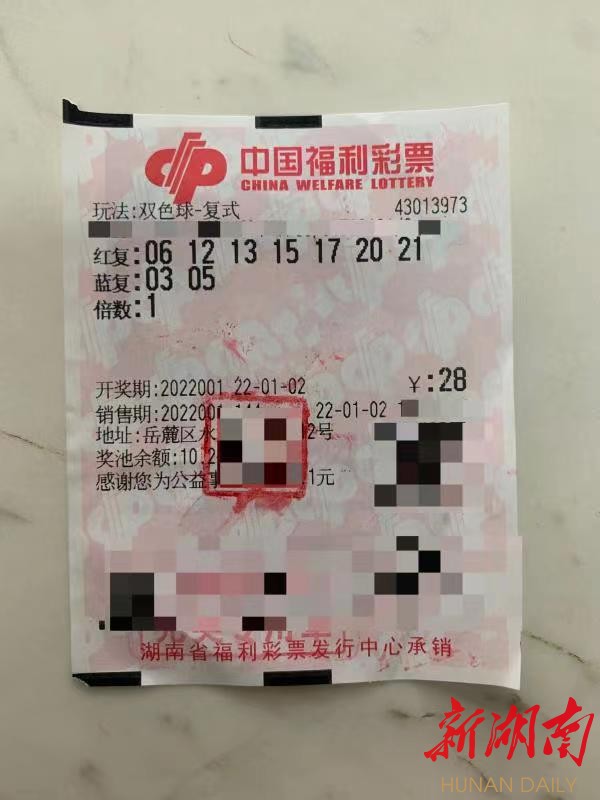 中国福利彩票
CHINA WELFARE LOTTERY
玩法:双色球-复式 43013973
红复:06 12 13 15 17 20 21
蓝复:03 05
倍数:1
开奖期:2022001 22-01-02 ￥:28
销售期:2022001 22-01-02
地址:岳麓区水 2号
奖池余额:10.2
感谢您为公益 1元
湖南省福利彩票发行中心承销
新湖南
HUNAN DAILY